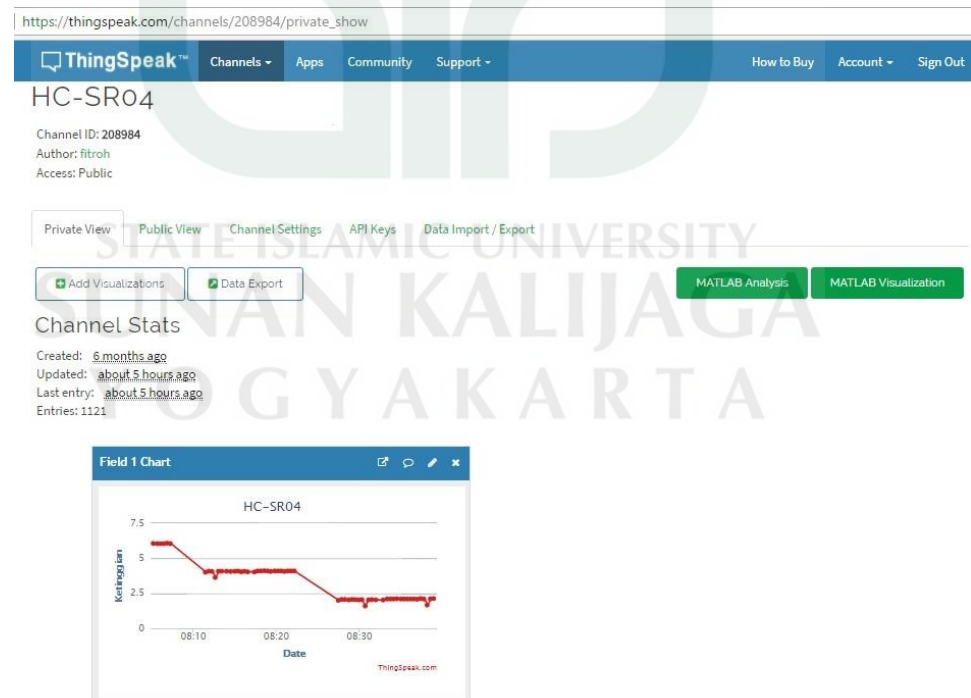 https://thingspeak.com/channels/208984/private_show
ThingSpeak™ Channels Apps Community Support How to Buy Account Sign Out
HC-SR04
Channel ID: 208984
Author: fitroh
Access: Public
Private View Public View Channel Settings API Keys Data Import / Export
STATE ISLAMIC UNIVERSITY
Add Visualizations Data Export MATLAB Analysis MATLAB Visualization
SUNAN KALIJAGA
Channel Stats
Created: 6 months ago
Updated: about 5 hours ago
Last entry: about 5 hours ago
Entries: 1121
YOGYAKARTA
Field 1 Chart
HC-SR04
7.5
5
2.5
0
Ketinggian
08:10 08:20 08:30
Date
ThingSpeak.com